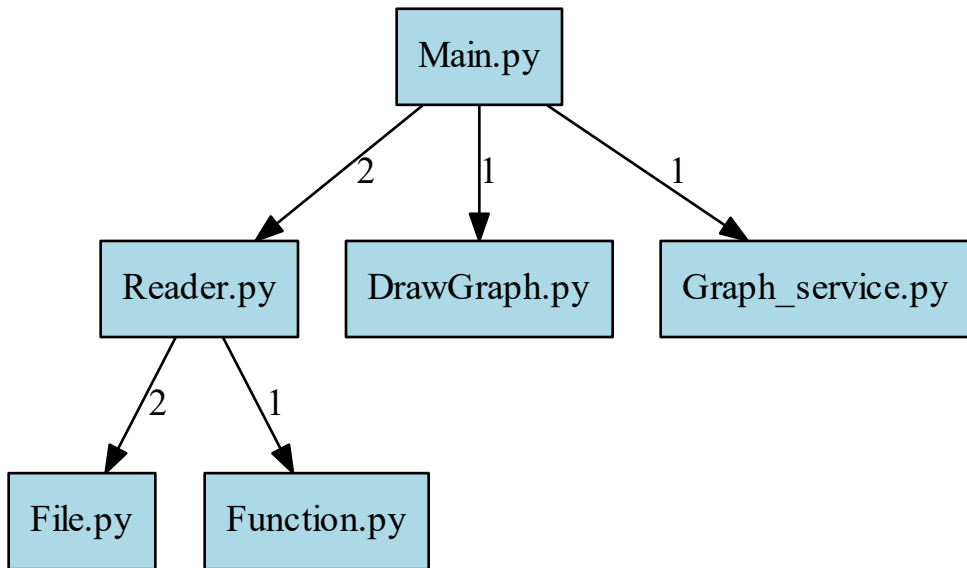 Main.py
2
1
1
Reader.py
DrawGraph.py
Graph_service.py
2
1
File.py
Function.py